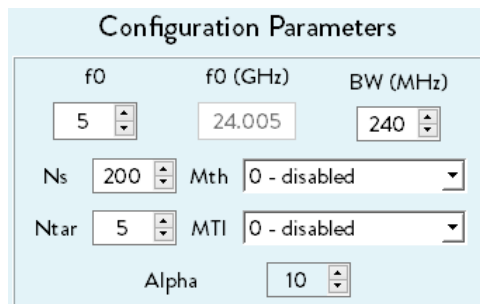 Configuration Parameters
f0 f0 (GHz) BW (MHz)
5 24.005 240
Ns 200 Mth 0 - disabled
Ntar 5 MTI 0 - disabled
Alpha 10